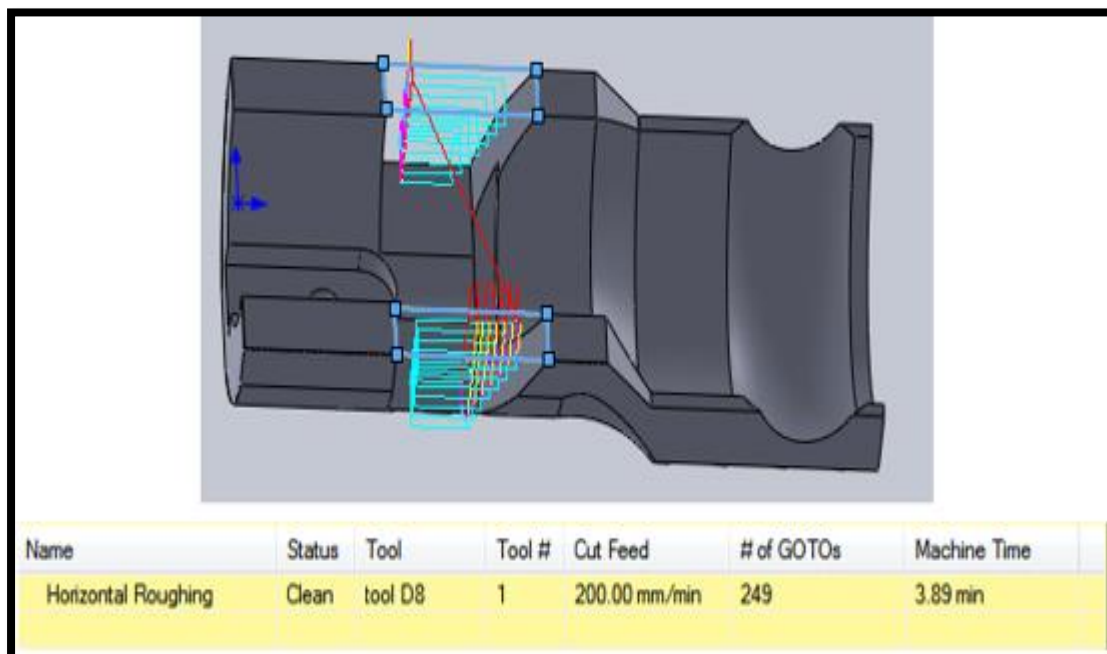 Name Status Tool Tool # Cut Feed # of GOTOs Machine Time
Horizontal Roughing Clean tool D8 1 200.00 mm/min 249 3.89 min